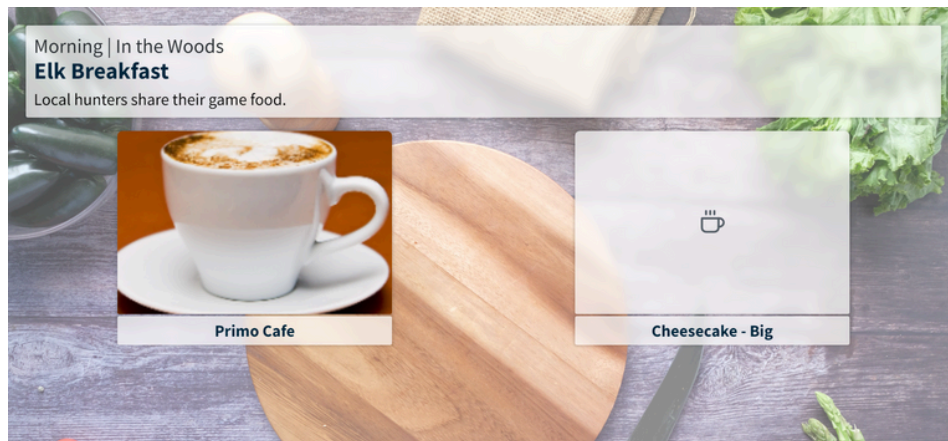 Morning | In the Woods
Elk Breakfast
Local hunters share their game food.
Primo Cafe
Cheesecake - Big